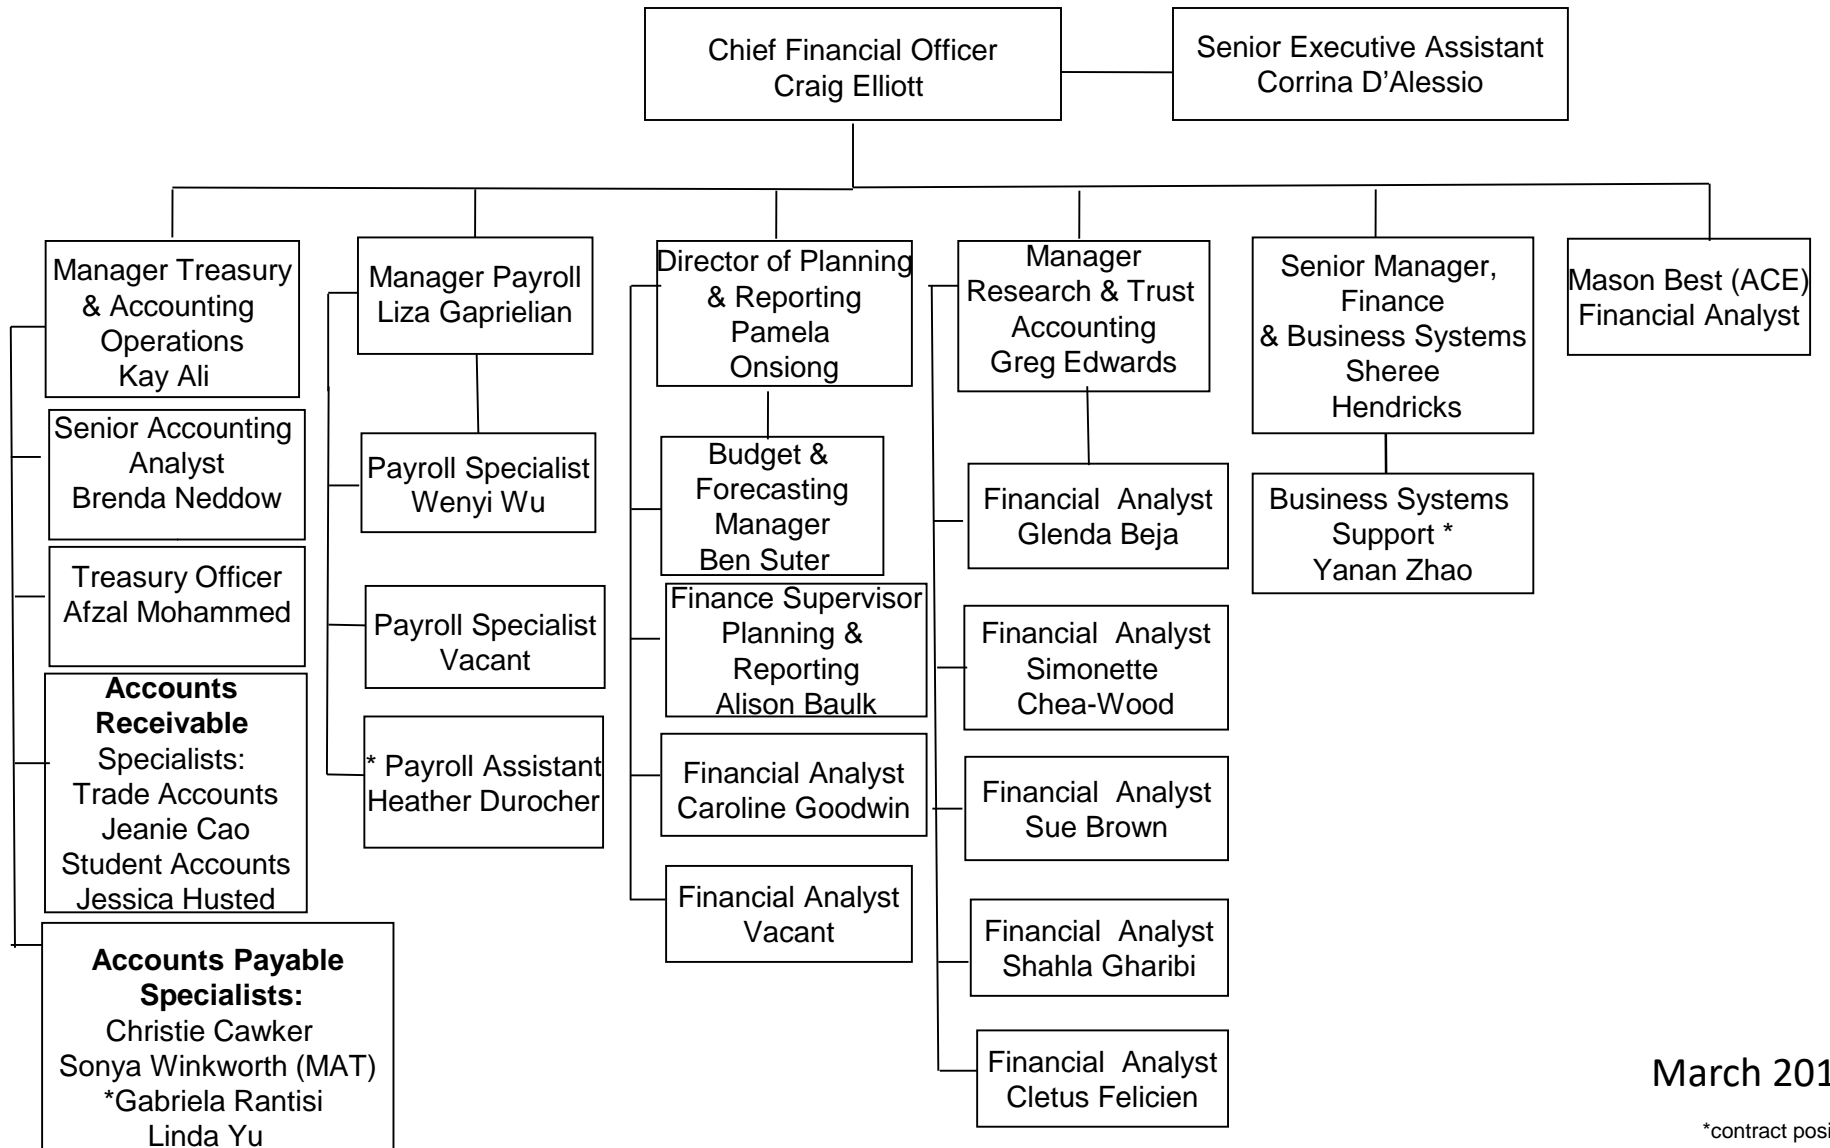 Chief Financial Officer
Craig Elliott
Senior Executive Assistant
Corrina D’Alessio
Manager Treasury
& Accounting
Operations
Kay Ali
Senior Accounting
Analyst
Brenda Neddow
Treasury Officer
Afzal Mohammed
Accounts
Receivable
Specialists:
Trade Accounts
Jeanie Cao
Student Accounts
Jessica Husted
Accounts Payable
Specialists:
Christie Cawker
Sonya Winkworth (MAT)
*Gabriela Rantisi
Linda Yu
Manager Payroll
Liza Gaprielian
Payroll Specialist
Wenyi Wu
Payroll Specialist
Vacant
* Payroll Assistant
Heather Durocher
Director of Planning
& Reporting
Pamela
Onsiong
Budget &
Forecasting
Manager
Ben Suter
Finance Supervisor
Planning &
Reporting
Alison Baulk
Financial Analyst
Caroline Goodwin
Financial Analyst
Vacant
Manager
Research & Trust
Accounting
Greg Edwards
Financial Analyst
Glenda Beja
Financial Analyst
Simonette
Chea-Wood
Financial Analyst
Sue Brown
Financial Analyst
Shahla Gharibi
Financial Analyst
Cletus Felicien
Senior Manager,
Finance
& Business Systems
Sheree
Hendricks
Business Systems
Support *
Yanan Zhao
Mason Best (ACE)
Financial Analyst
March 201
*contract posi